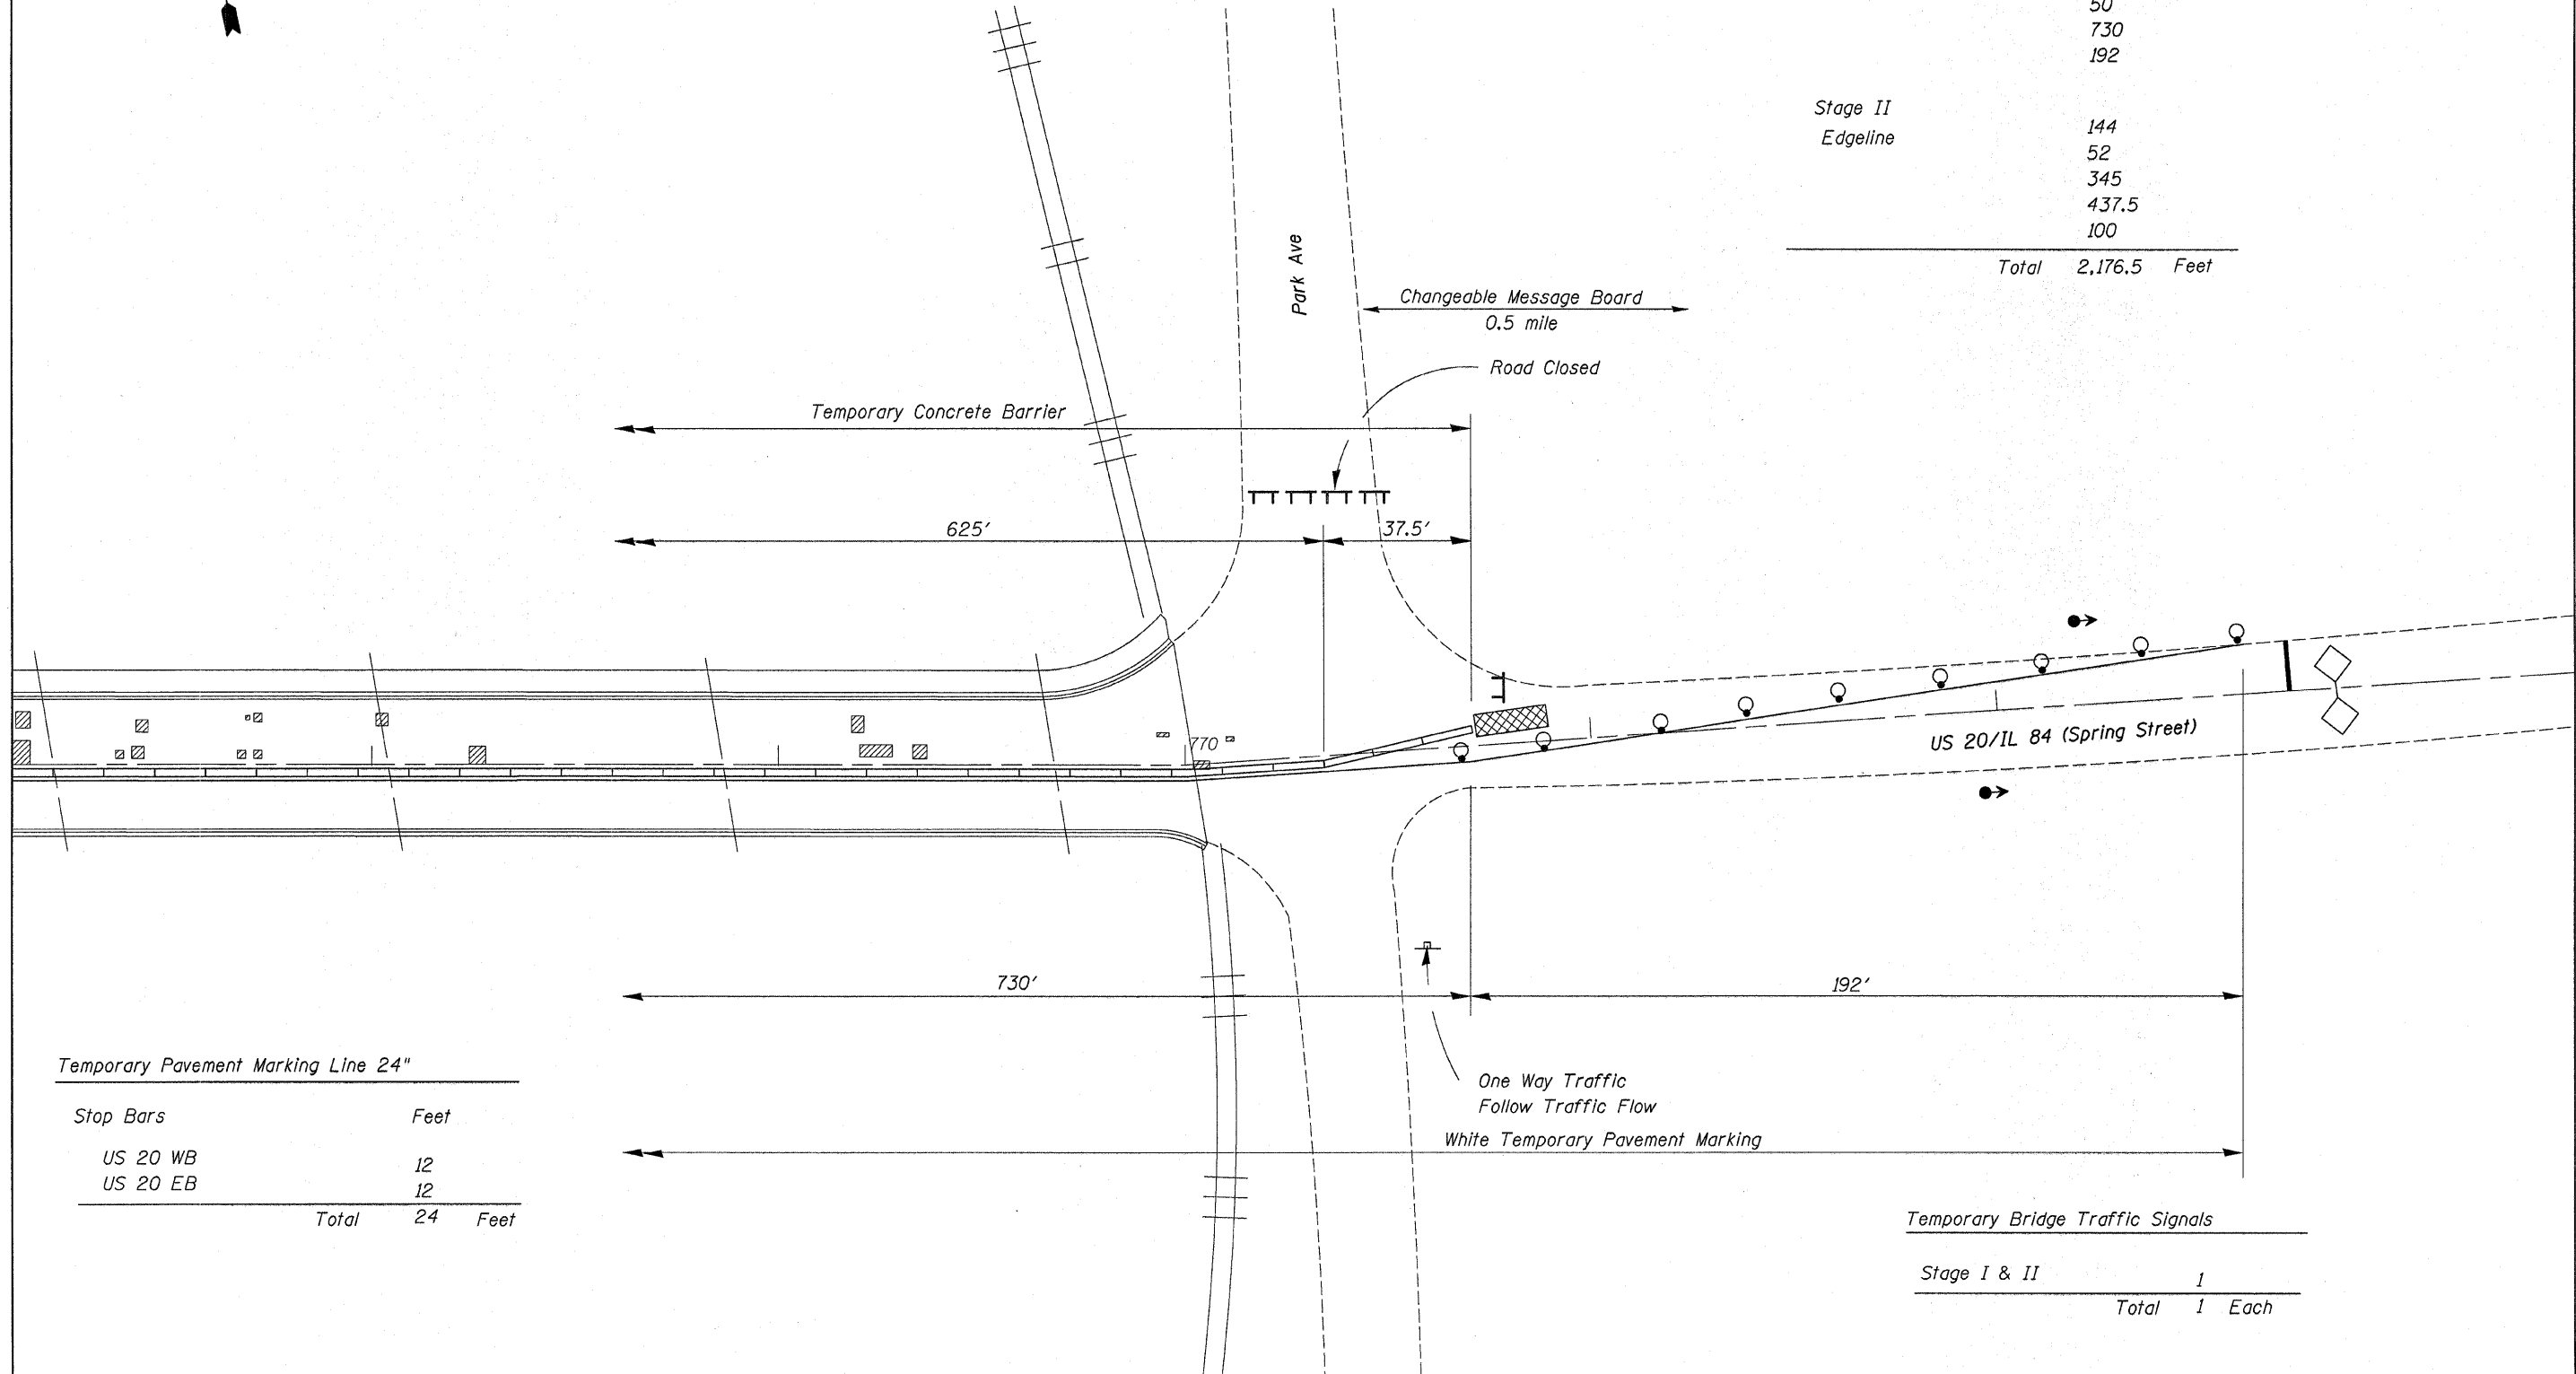 50
730
192
Stage II
144
Edgeline
52
345
437.5
100
Total 2,176.5 Feet
Park Ave
Changeable Message Board
0.5 mile
Road Closed
Temporary Concrete Barrier
625'
37.5'
770
US 20/IL 84 (Spring Street)
730'
192'
One Way Traffic
Follow Traffic Flow
White Temporary Pavement Marking
Temporary Pavement Marking Line 24"
Stop Bars Feet
US 20 WB 12
US 20 EB 12
Total 24 Feet
Temporary Bridge Traffic Signals
Stage I & II 1
Total 1 Each